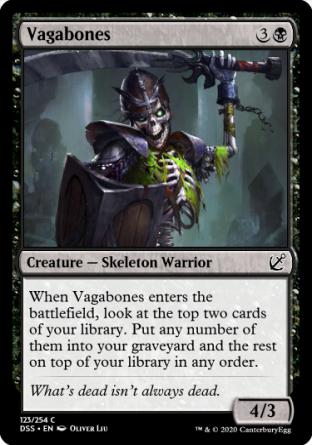 Vagabones 3
Creature — Skeleton Warrior
When Vagabones enters the
battlefield, look at the top two cards
of your library. Put any number of
them into your graveyard and the rest
on top of your library in any order.
What's dead isn't always dead.
4/3
123/254 C
DSS • EN Oliver Liu
™ & © 2020 CanterburyEgg